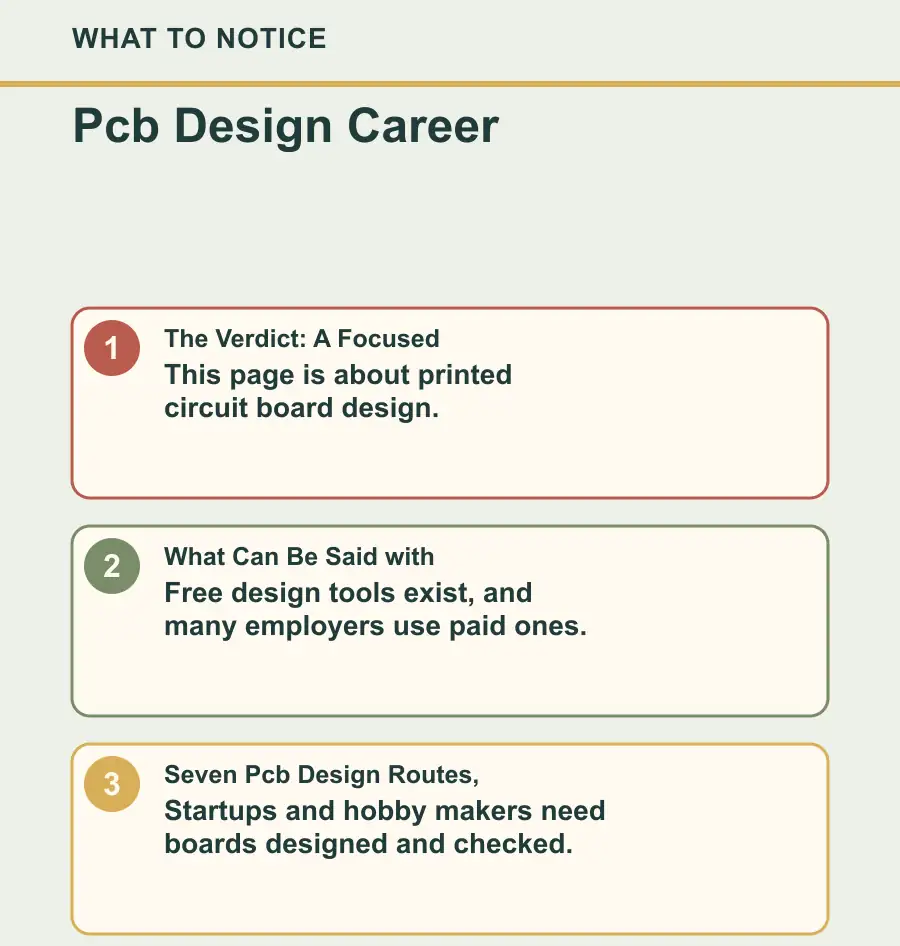 WHAT TO NOTICE
Pcb Design Career
1
The Verdict: A Focused
This page is about printed
circuit board design.
2
What Can Be Said with
Free design tools exist, and
many employers use paid ones.
3
Seven Pcb Design Routes,
Startups and hobby makers need
boards designed and checked.